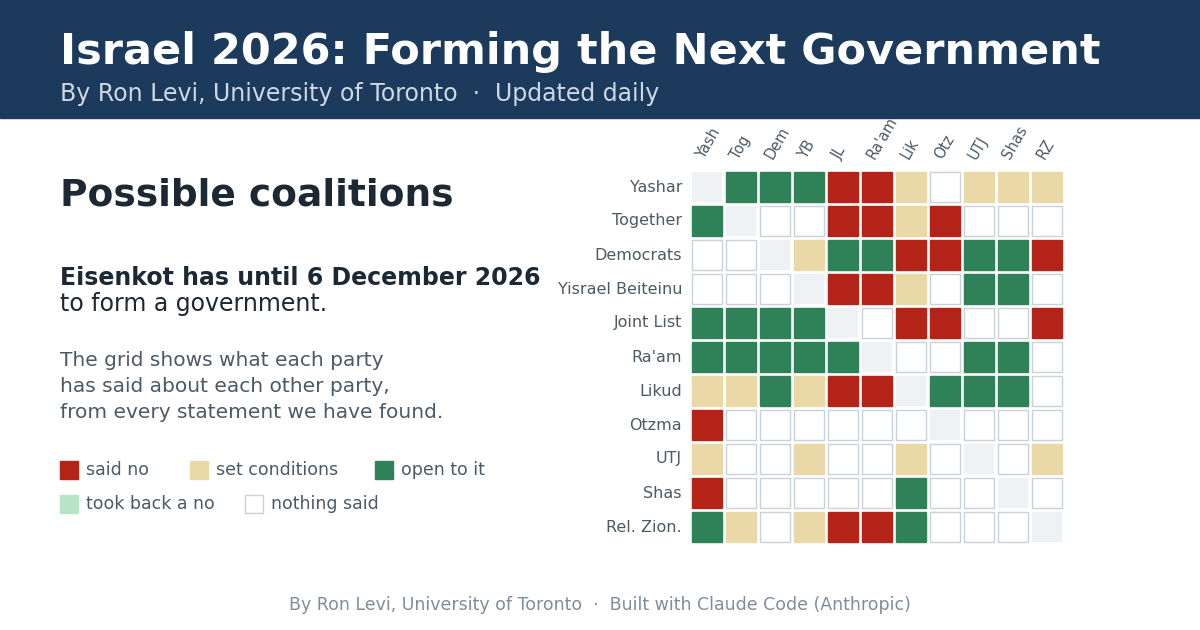 Israel 2026: Forming the Next Government
By Ron Levi, University of Toronto · Updated daily
Possible coalitions
Eisenkot has until 6 December 2026
to form a government.
The grid shows what each party
has said about each other party,
from every statement we have found.
said no
set conditions
open to it
took back a no
nothing said
Yash
Tog
Dem
YB
JL
Ra'am
Lik
Otz
UTJ
Shas
RZ
Yashar
Together
Democrats
Yisrael Beiteinu
Joint List
Ra'am
Likud
Otzma
UTJ
Shas
Rel. Zion.
By Ron Levi, University of Toronto · Built with Claude Code (Anthropic)